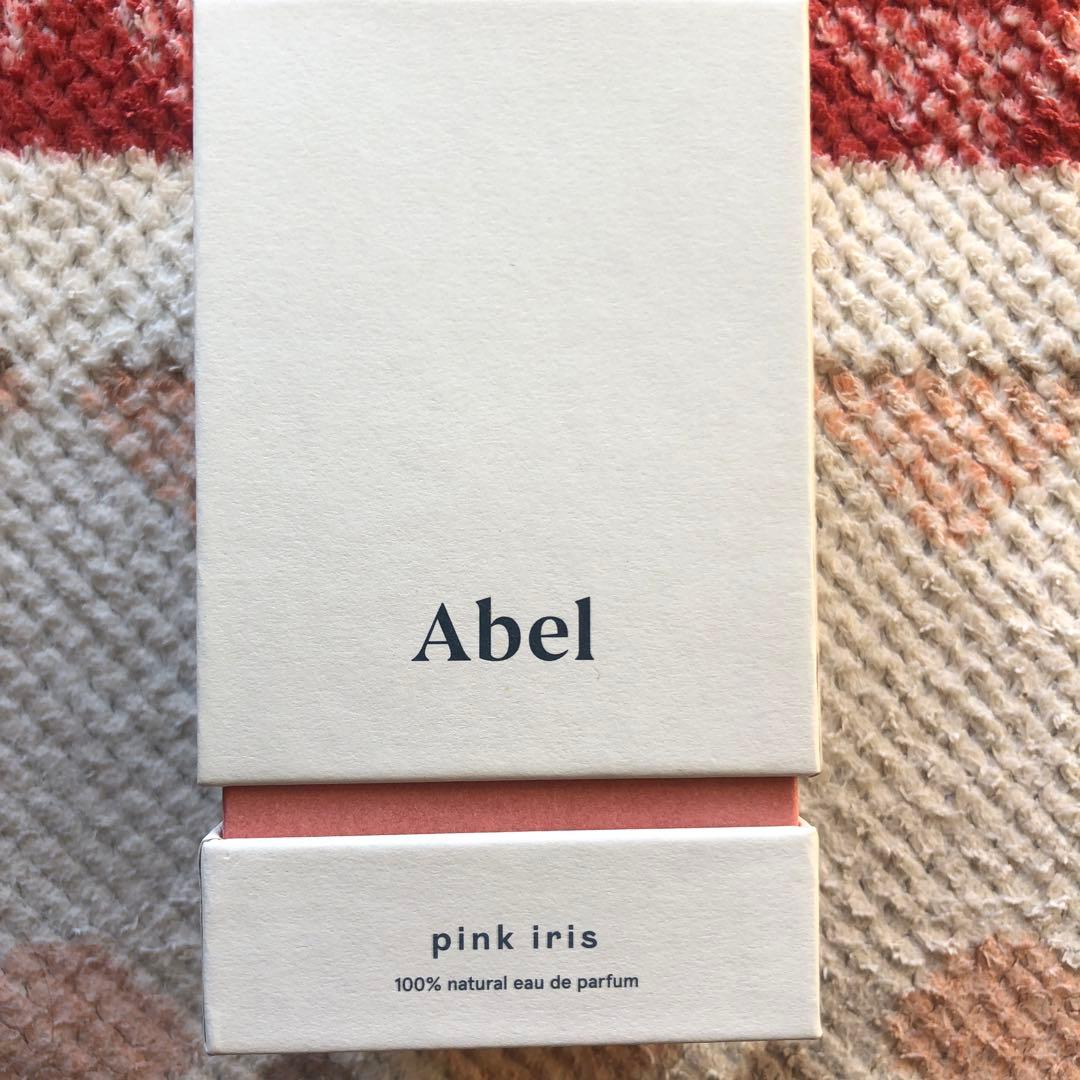 Abel
pink iris
100% natural eau de parfum